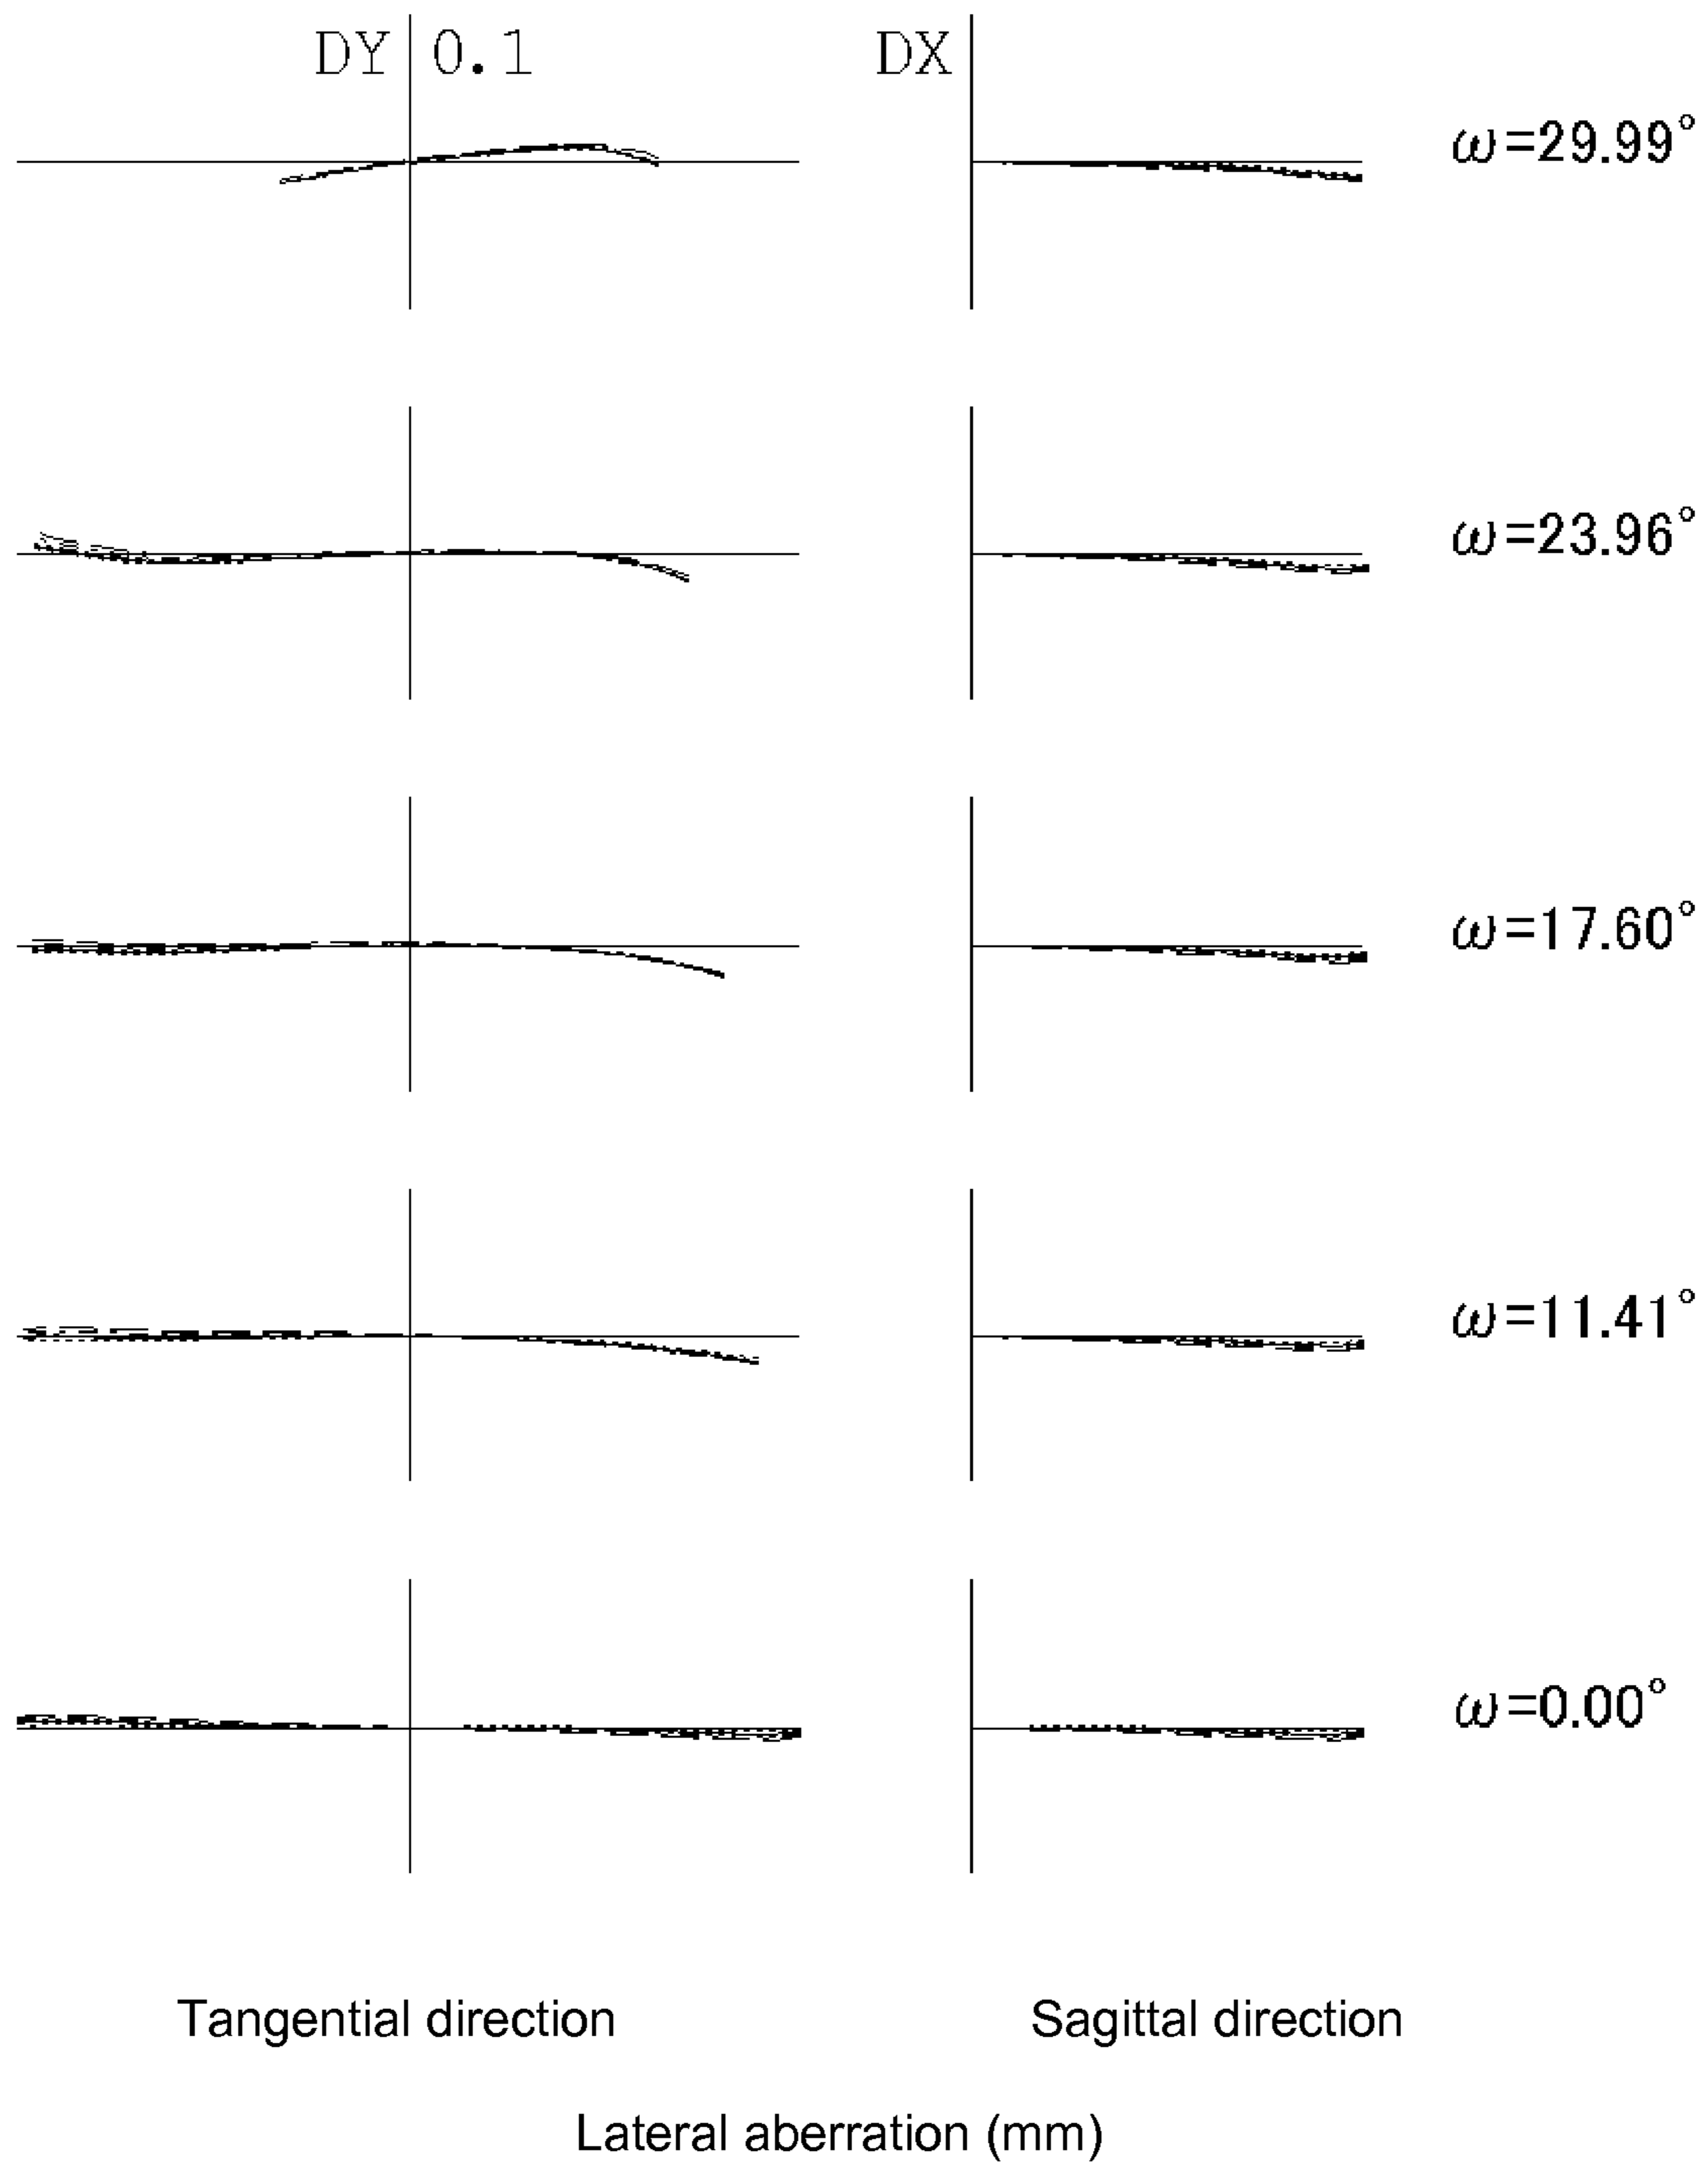 DY 0.1 DX
ω=29.99°
ω=23.96°
ω=17.60°
ω=11.41°
ω=0.00°
Tangential direction Sagittal direction
Lateral aberration (mm)